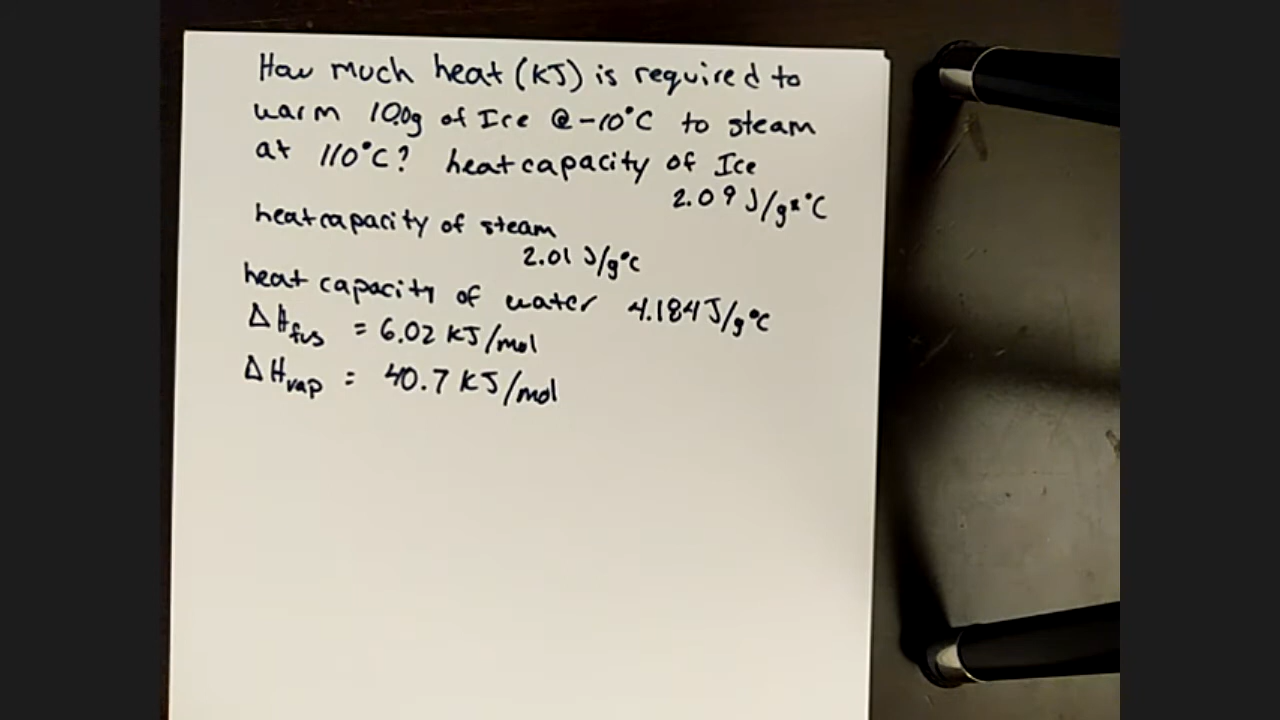 How much heat (KJ) is required to
warm 10.0g of Ice @ -10°C to steam
at 110°C? heat capacity of Ice
2.09 J/g*°C
heat capacity of steam
2.01 J/g°C
heat capacity of water 4.184 J/g°C
ΔHfus = 6.02 KJ/mol
ΔHvap = 40.7 KJ/mol